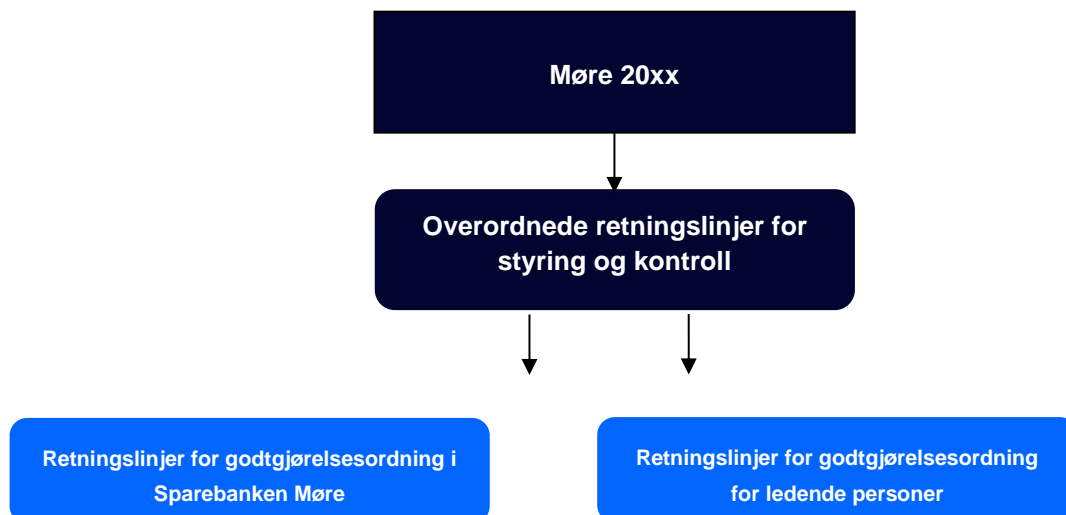 Møre 20xx
Overordnede retningslinjer for
styring og kontroll
Retningslinjer for godtgjørelsesordning i
Sparebanken Møre
Retningslinjer for godtgjørelsesordning
for ledende personer